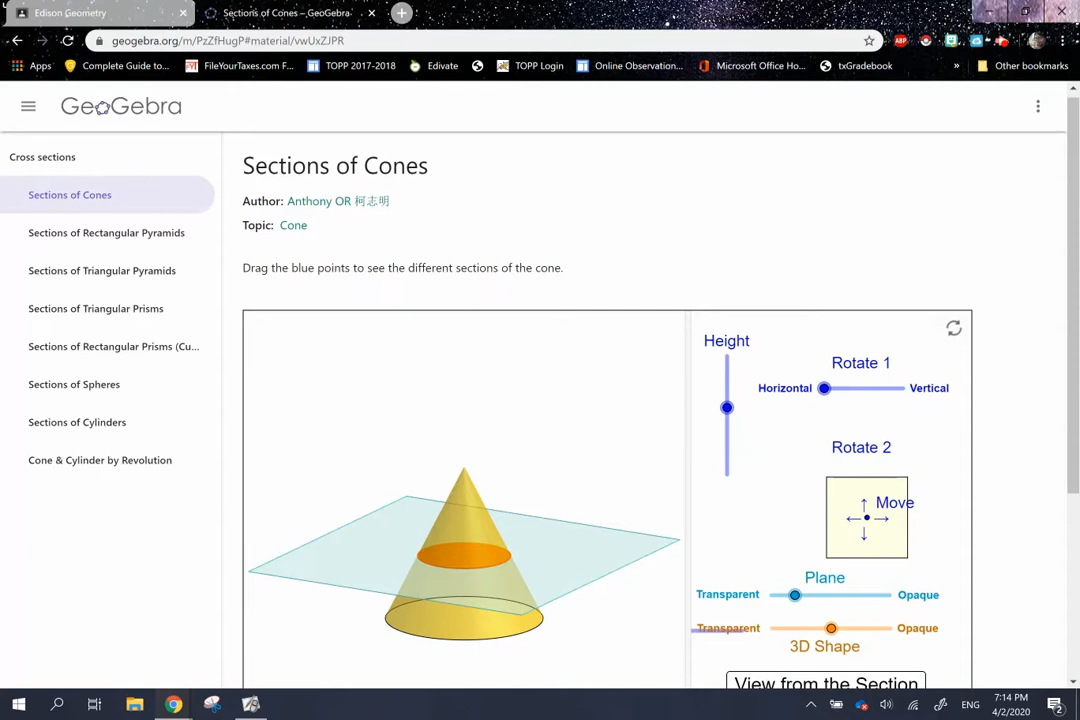 Edison Geometry
Sections of Cones – GeoGebra
geogebra.org/m/PzZfHugP#material/vwUxZJPR
ABP
Apps
Complete Guide to...
FileYourTaxes.com F...
TOPP 2017-2018
Edivate
TOPP Login
Online Observation...
Microsoft Office Ho...
txGradebook
»
Other bookmarks
GeoGebra
Cross sections
Sections of Cones
Sections of Rectangular Pyramids
Sections of Triangular Pyramids
Sections of Triangular Prisms
Sections of Rectangular Prisms (Cu...
Sections of Spheres
Sections of Cylinders
Cone & Cylinder by Revolution
Sections of Cones
Author: Anthony OR 柯志明
Topic: Cone
Drag the blue points to see the different sections of the cone.
Height
Rotate 1
Horizontal
Vertical
Rotate 2
Move
Plane
Transparent
Opaque
Transparent
Opaque
3D Shape
View from the Section
ENG
7:14 PM
4/2/2020
2